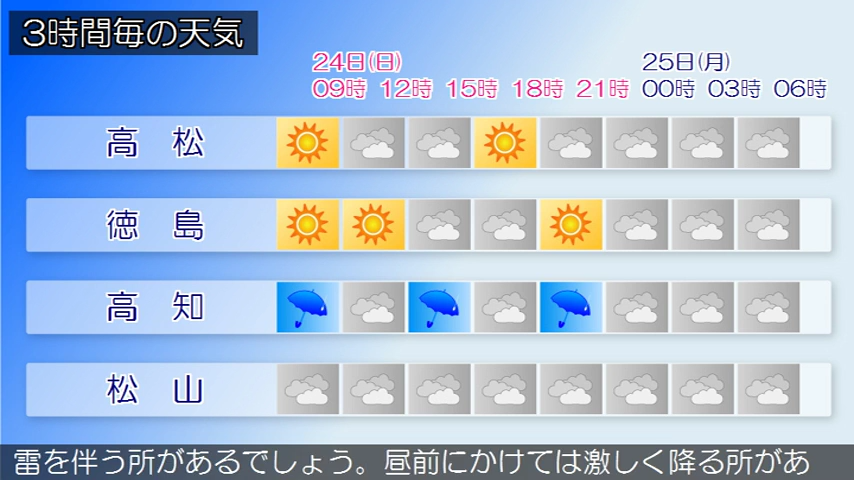 3時間毎の天気
24日(日) 25日(月)
09時 12時 15時 18時 21時 00時 03時 06時
高松
徳島
高知
松山
雷を伴う所があるでしょう。昼前にかけては激しく降る所があ